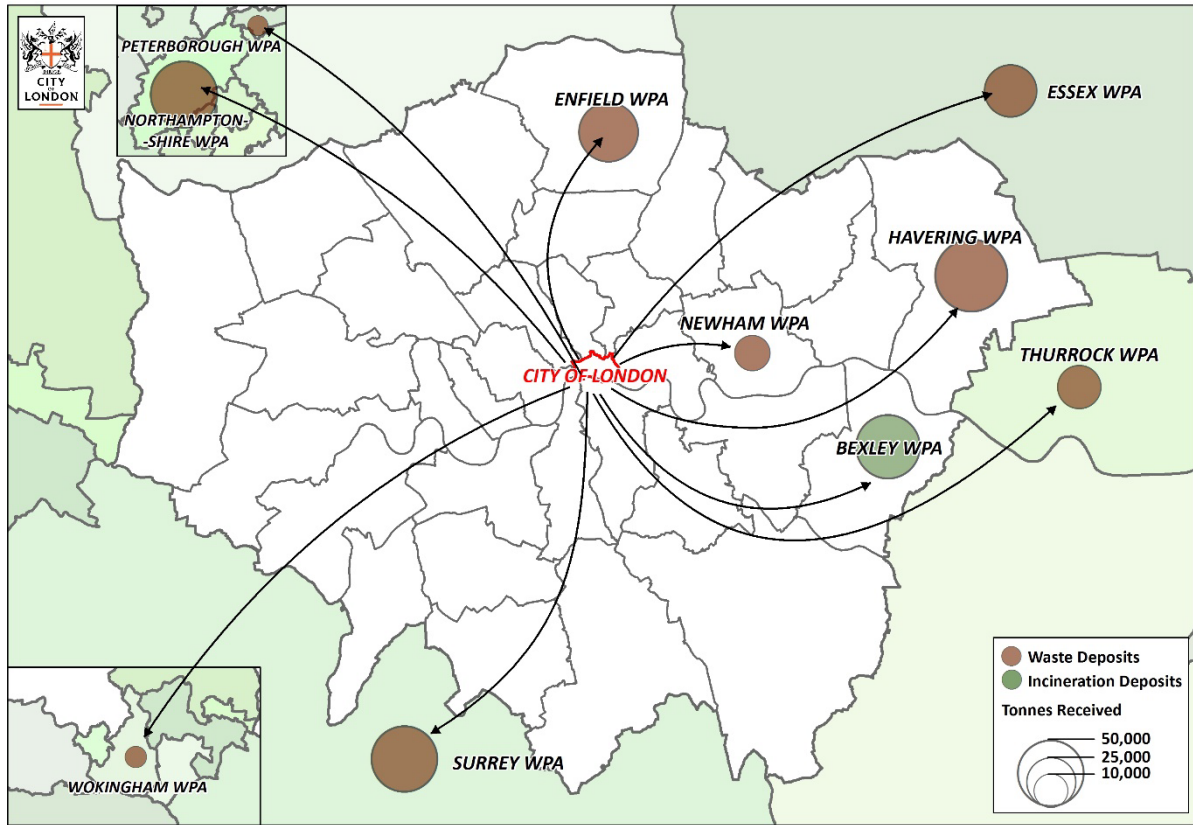 CITY
OF
LONDON
PETERBOROUGH WPA
NORTHAMPTON-
-SHIRE WPA
ENFIELD WPA
ESSEX WPA
HAVERING WPA
NEWHAM WPA
THURROCK WPA
CITY OF LONDON
BEXLEY WPA
SURREY WPA
WOKINGHAM WPA
Waste Deposits
Incineration Deposits
Tonnes Received
50,000
25,000
10,000